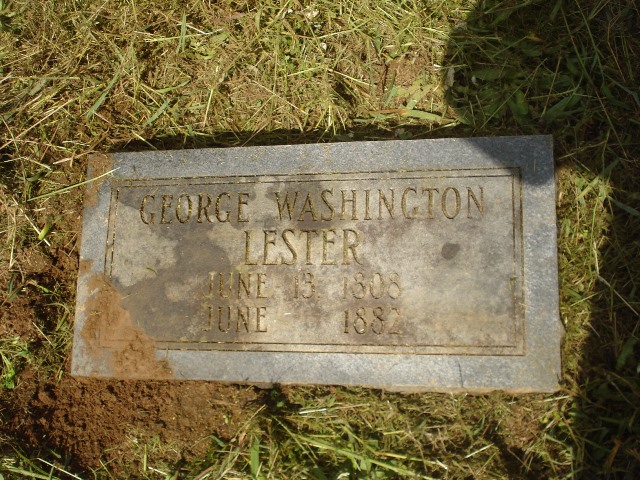 GEORGE WASHINGTON
LESTER
JUNE 13, 1808
JUNE 1882